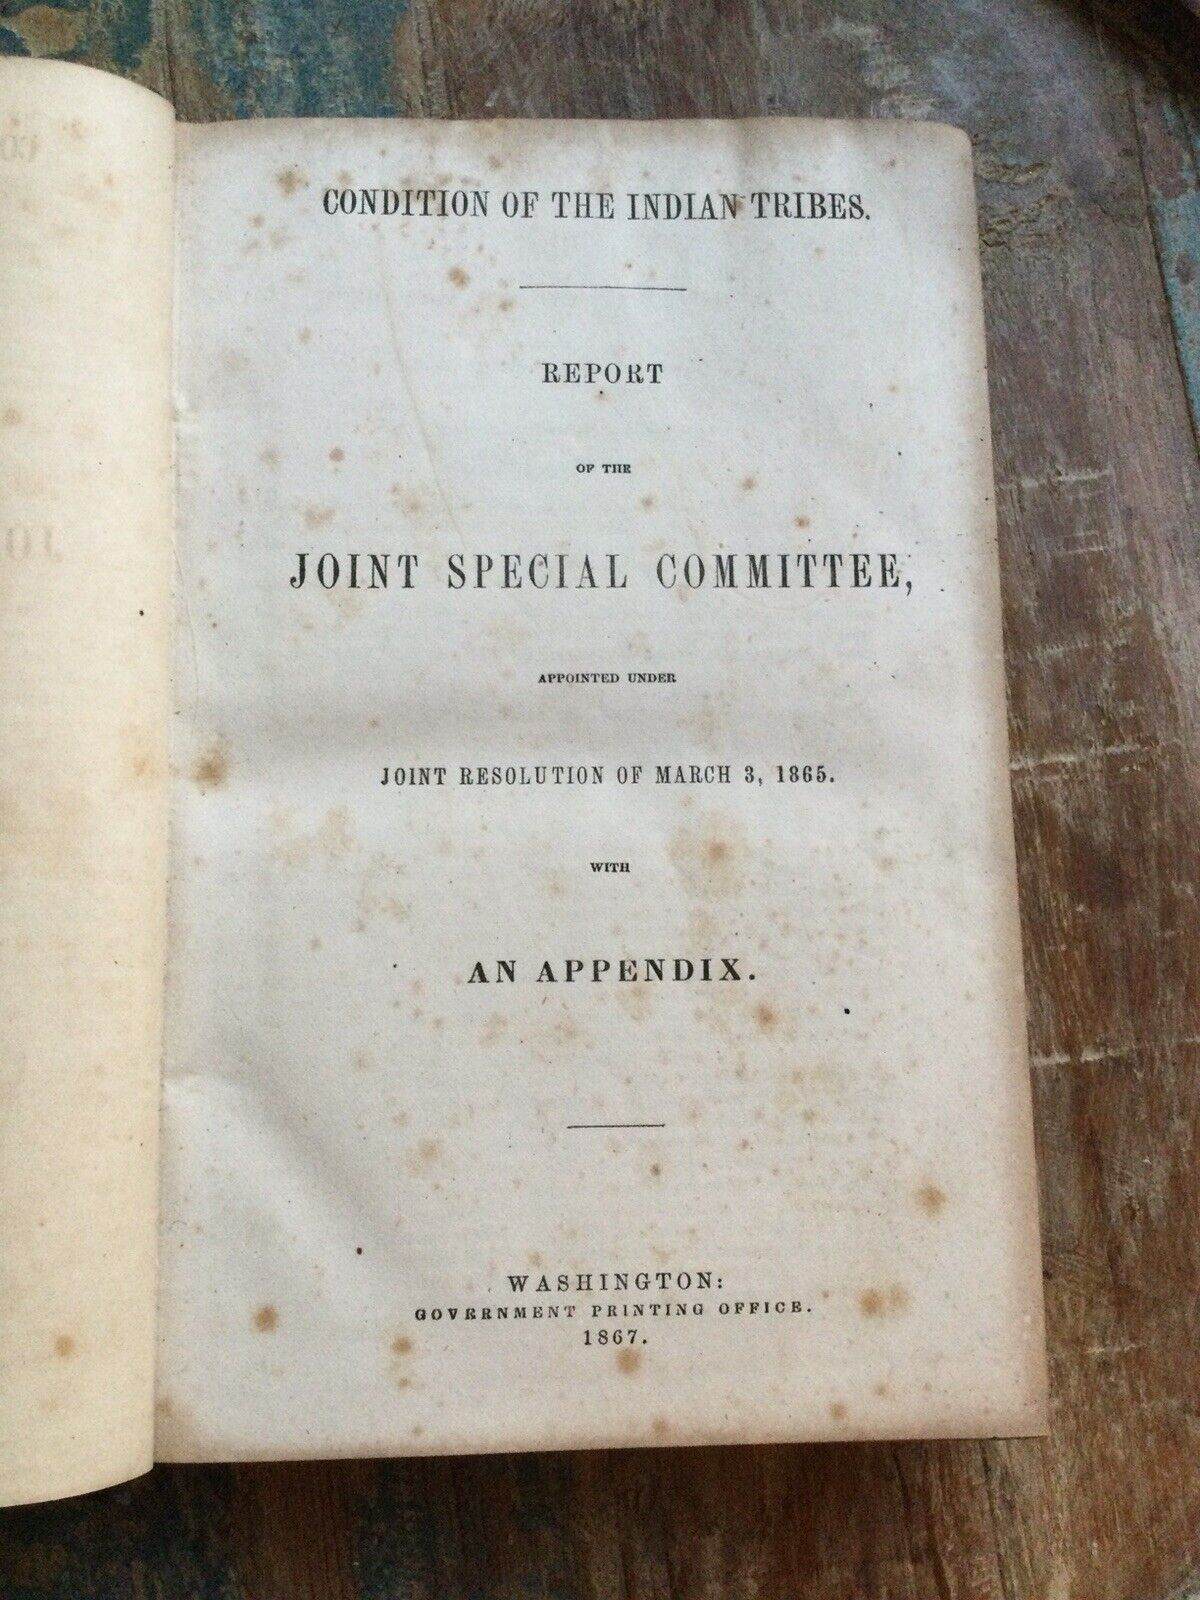 CONDITION OF THE INDIAN TRIBES.
REPORT
OF THE
JOINT SPECIAL COMMITTEE,
APPOINTED UNDER
JOINT RESOLUTION OF MARCH 3, 1865.
WITH
AN APPENDIX.
WASHINGTON:
GOVERNMENT PRINTING OFFICE.
1867.